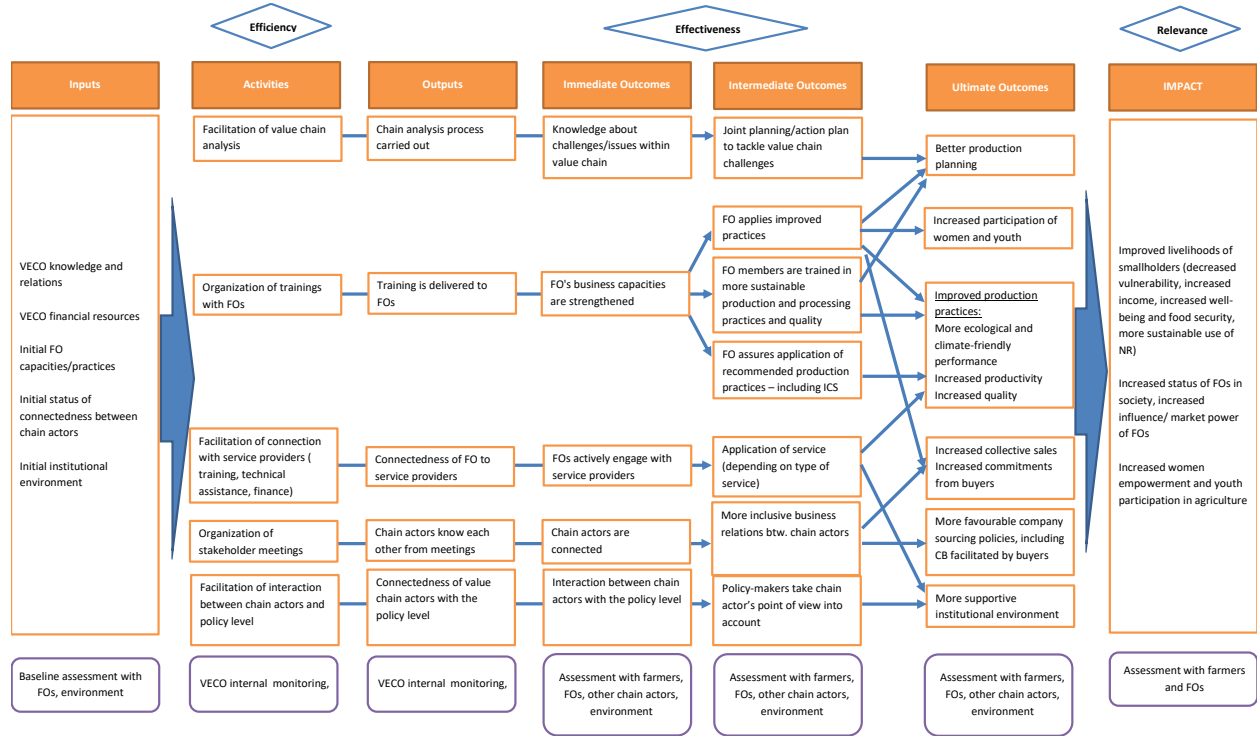 Efficiency
Effectiveness
Relevance
Inputs
Activities
Outputs
Immediate Outcomes
Intermediate Outcomes
Ultimate Outcomes
IMPACT
VECO knowledge and
relations
VECO financial resources
Initial FO
capacities/practices
Initial status of
connectedness between
chain actors
Initial institutional
environment
Facilitation of value chain
analysis
Chain analysis process
carried out
Knowledge about
challenges/issues within
value chain
Joint planning/action plan
to tackle value chain
challenges
Organization of trainings
with FOs
Training is delivered to
FOs
FO's business capacities
are strengthened
FO applies improved
practices
FO members are trained in
more sustainable
production and processing
practices and quality
FO assures application of
recommended production
practices – including ICS
Facilitation of connection
with service providers (
training, technical
assistance, finance)
Connectedness of FO to
service providers
FOs actively engage with
service providers
Application of service
(depending on type of
service)
Organization of
stakeholder meetings
Chain actors know each
other from meetings
Chain actors are
connected
More inclusive business
relations btw. chain actors
Facilitation of interaction
between chain actors and
policy level
Connectedness of value
chain actors with the
policy level
Interaction between chain
actors with the policy level
Policy-makers take chain
actor's point of view into
account
Better production
planning
Increased participation of
women and youth
Improved production
practices:
More ecological and
climate-friendly
performance
Increased productivity
Increased quality
Increased collective sales
Increased commitments
from buyers
More favourable company
sourcing policies, including
CB facilitated by buyers
More supportive
institutional environment
Improved livelihoods of
smallholders (decreased
vulnerability, increased
income, increased well-
being and food security,
more sustainable use of
NR)
Increased status of FOs in
society, increased
influence/ market power
of FOs
Increased women
empowerment and youth
participation in agriculture
Baseline assessment with
FOs, environment
VECO internal monitoring,
VECO internal monitoring,
Assessment with farmers,
FOs, other chain actors,
environment
Assessment with farmers,
FOs, other chain actors,
environment
Assessment with farmers,
FOs, other chain actors,
environment
Assessment with farmers
and FOs